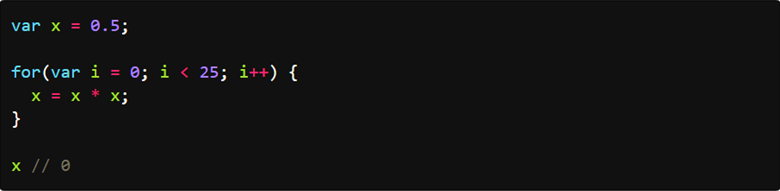 var x = 0.5;
for(var i = 0; i < 25; i++) {
  x = x * x;
}
x // 0